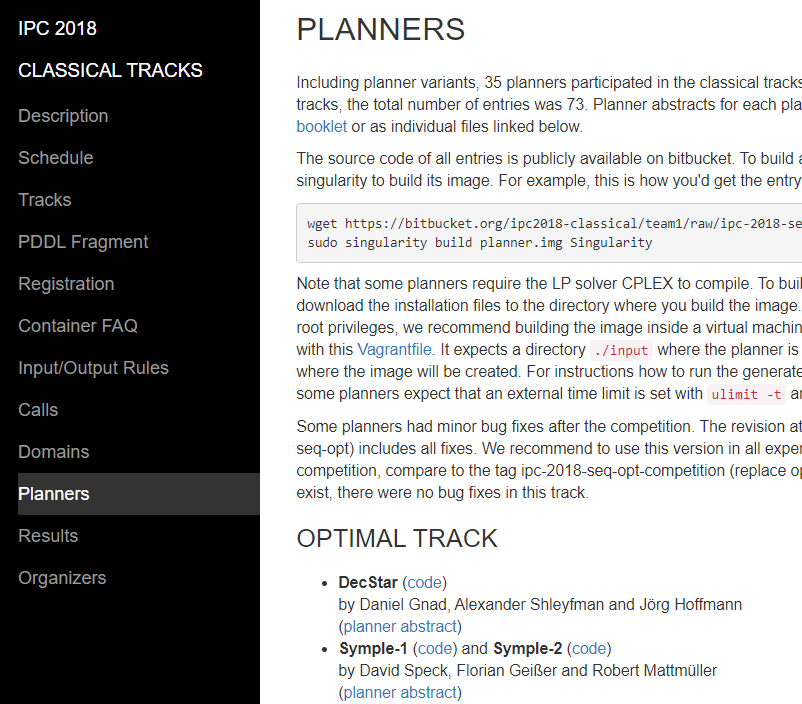 IPC 2018
CLASSICAL TRACKS
Description
Schedule
Tracks
PDDL Fragment
Registration
Container FAQ
Input/Output Rules
Calls
Domains
Planners
Results
Organizers
PLANNERS
Including planner variants, 35 planners participated in the classical tracks
tracks, the total number of entries was 73. Planner abstracts for each pla
booklet or as individual files linked below.
The source code of all entries is publicly available on bitbucket. To build a
singularity to build its image. For example, this is how you'd get the entry
wget https://bitbucket.org/ipc2018-classical/team1/raw/ipc-2018-se
sudo singularity build planner.img Singularity
Note that some planners require the LP solver CPLEX to compile. To buil
download the installation files to the directory where you build the image.
root privileges, we recommend building the image inside a virtual machin
with this Vagrantfile. It expects a directory ./input where the planner is
where the image will be created. For instructions how to run the generate
some planners expect that an external time limit is set with ulimit -t an
Some planners had minor bug fixes after the competition. The revision at
seq-opt) includes all fixes. We recommend to use this version in all exper
competition, compare to the tag ipc-2018-seq-opt-competition (replace op
exist, there were no bug fixes in this track.
OPTIMAL TRACK
• DecStar (code)
by Daniel Gnad, Alexander Shleyfman and Jörg Hoffmann
(planner abstract)
• Symple-1 (code) and Symple-2 (code)
by David Speck, Florian Geißer and Robert Mattmüller
(planner abstract)